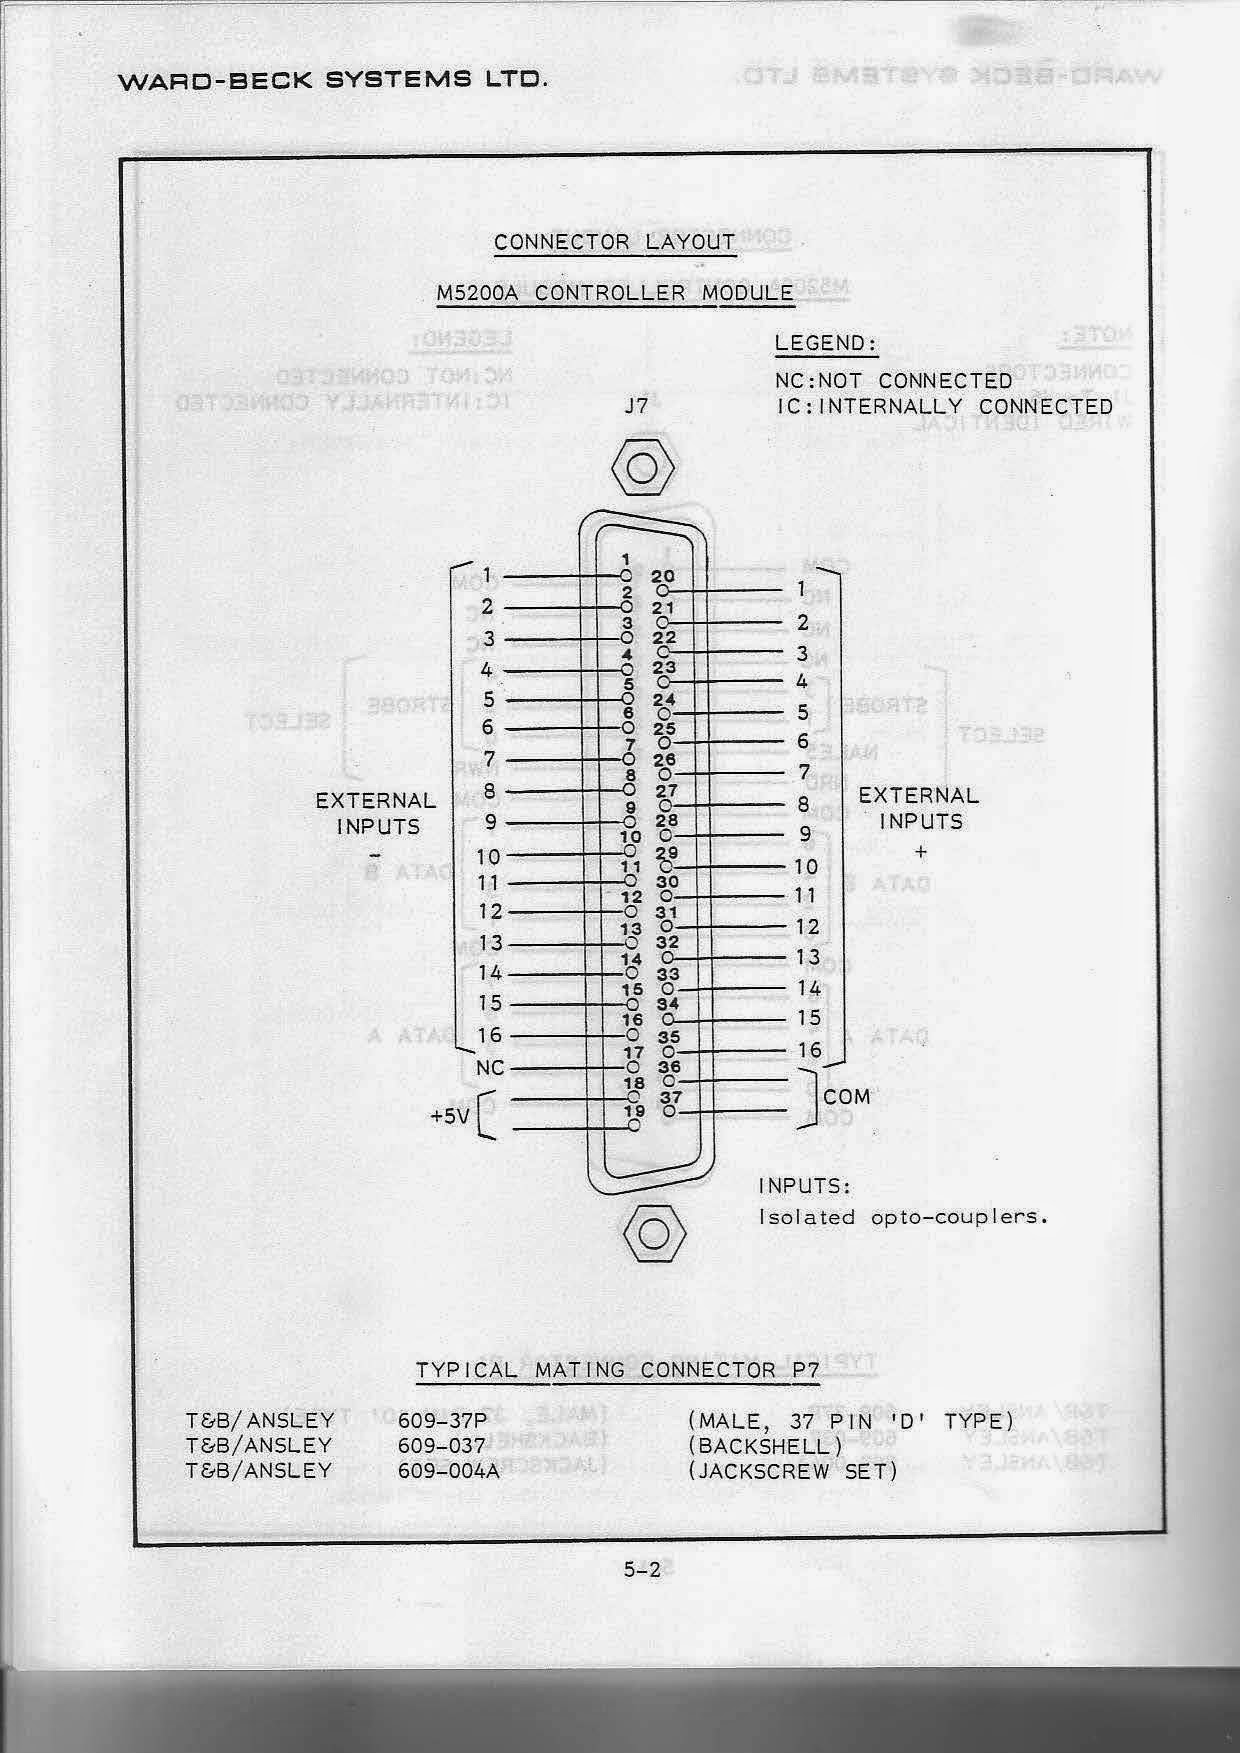 WARD-BECK SYSTEMS LTD.
CONNECTOR LAYOUT
M5200A CONTROLLER MODULE
LEGEND:
NC:NOT CONNECTED
IC:INTERNALLY CONNECTED
J7
1 1 20 1
2 2 21 2
3 3 22 3
4 4 23 4
5 5 24 5
6 6 25 6
7 7 26 7
8 8 27 8
EXTERNAL
INPUTS
-
EXTERNAL
INPUTS
+
9 9 28 9
10 10 29 10
11 11 30 11
12 12 31 12
13 13 32 13
14 14 33 14
15 15 34 15
16 16 35 16
NC 17 36
+5V 18 37 COM
19
INPUTS:
Isolated opto-couplers.
TYPICAL MATING CONNECTOR P7
T&B/ANSLEY 609-37P (MALE, 37 PIN 'D' TYPE)
T&B/ANSLEY 609-037 (BACKSHELL)
T&B/ANSLEY 609-004A (JACKSCREW SET)
5-2